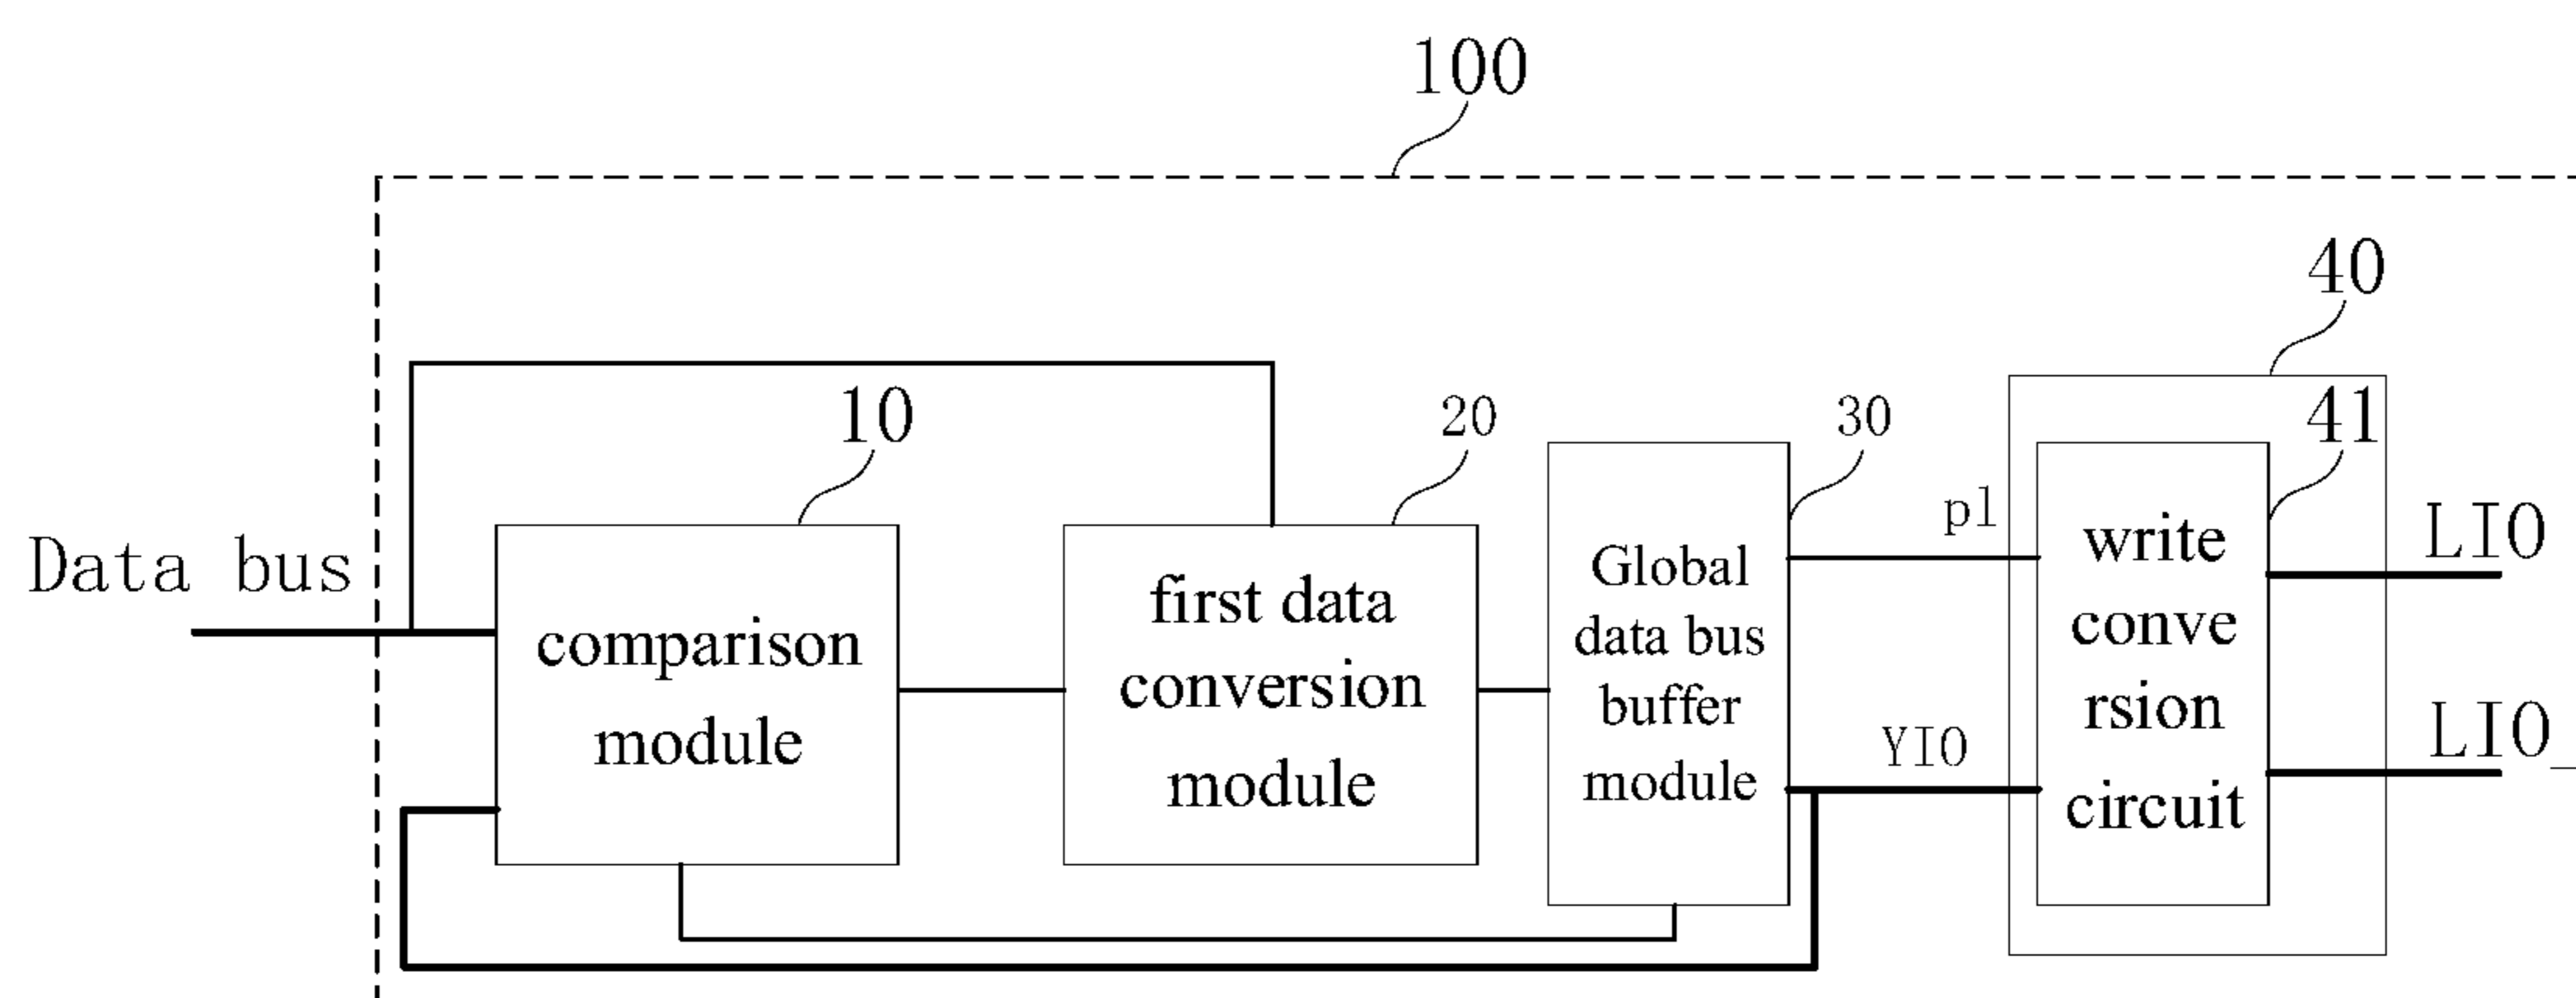 100
40
10
20
30
41
Data bus
comparison
module
first data
conversion
module
Global
data bus
buffer
module
pl
YIO
write
conve
rsion
circuit
LIO
LIO_